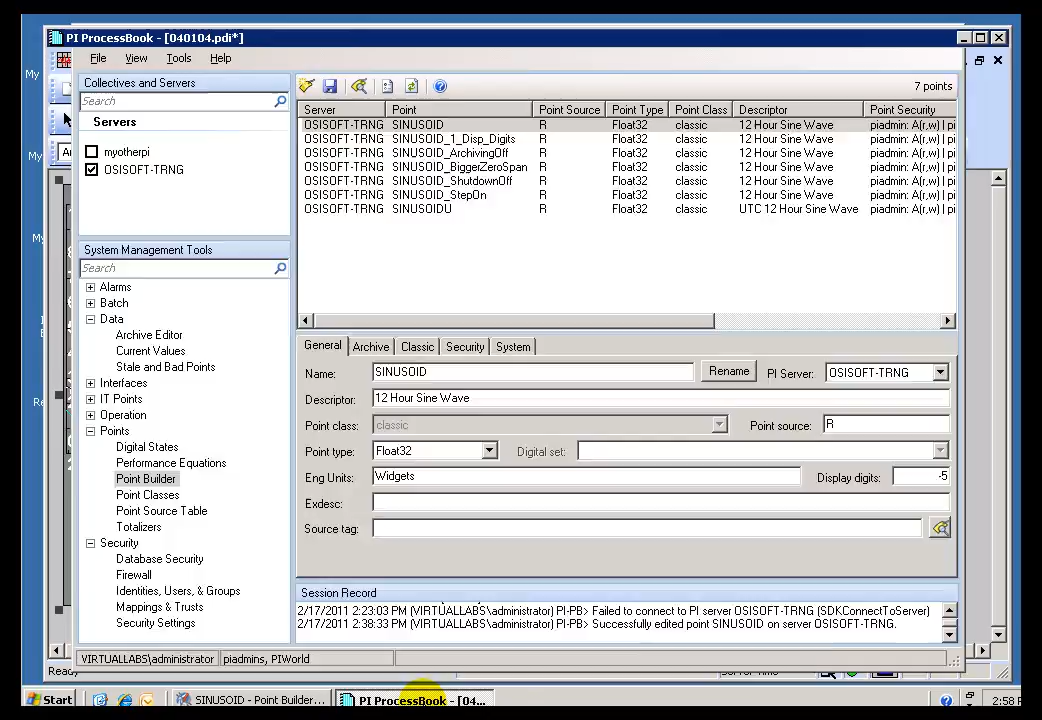 PI ProcessBook - [040104.pdi*]
File View Tools Help
Collectives and Servers
Search
Servers
myotherpi
OSISOFT-TRNG
System Management Tools
Search
Alarms
Batch
Data
Archive Editor
Current Values
Stale and Bad Points
Interfaces
IT Points
Operation
Points
Digital States
Performance Equations
Point Builder
Point Classes
Point Source Table
Totalizers
Security
Database Security
Firewall
Identities, Users, & Groups
Mappings & Trusts
Security Settings
7 points
Server Point Point Source Point Type Point Class Descriptor Point Security
OSISOFT-TRNG SINUSOID R Float32 classic 12 Hour Sine Wave piadmin: A(r,w) | pi
OSISOFT-TRNG SINUSOID_1_Disp_Digits R Float32 classic 12 Hour Sine Wave piadmin: A(r,w) | pi
OSISOFT-TRNG SINUSOID_ArchivingOff R Float32 classic 12 Hour Sine Wave piadmin: A(r,w) | pi
OSISOFT-TRNG SINUSOID_BiggerZeroSpan R Float32 classic 12 Hour Sine Wave piadmin: A(r,w) | pi
OSISOFT-TRNG SINUSOID_ShutdownOff R Float32 classic 12 Hour Sine Wave piadmin: A(r,w) | pi
OSISOFT-TRNG SINUSOID_StepOn R Float32 classic 12 Hour Sine Wave piadmin: A(r,w) | pi
OSISOFT-TRNG SINUSOIDU R Float32 classic UTC 12 Hour Sine Wave piadmin: A(r,w) | pi
General Archive Classic Security System
Name: SINUSOID Rename PI Server: OSISOFT-TRNG
Descriptor: 12 Hour Sine Wave
Point class: classic Point source: R
Point type: Float32 Digital set:
Eng Units: Widgets Display digits: -5
Exdesc:
Source tag:
Session Record
2/17/2011 2:23:03 PM (VIRTUALLABS\administrator) PI-PB> Failed to connect to PI server OSISOFT-TRNG (SDKConnectToServer)
2/17/2011 2:38:33 PM (VIRTUALLABS\administrator) PI-PB> Successfully edited point SINUSOID on server OSISOFT-TRNG.
VIRTUALLABS\administrator piadmins, PIWorld
Start SINUSOID - Point Builder... PI ProcessBook - [04... 2:58
My
My
My